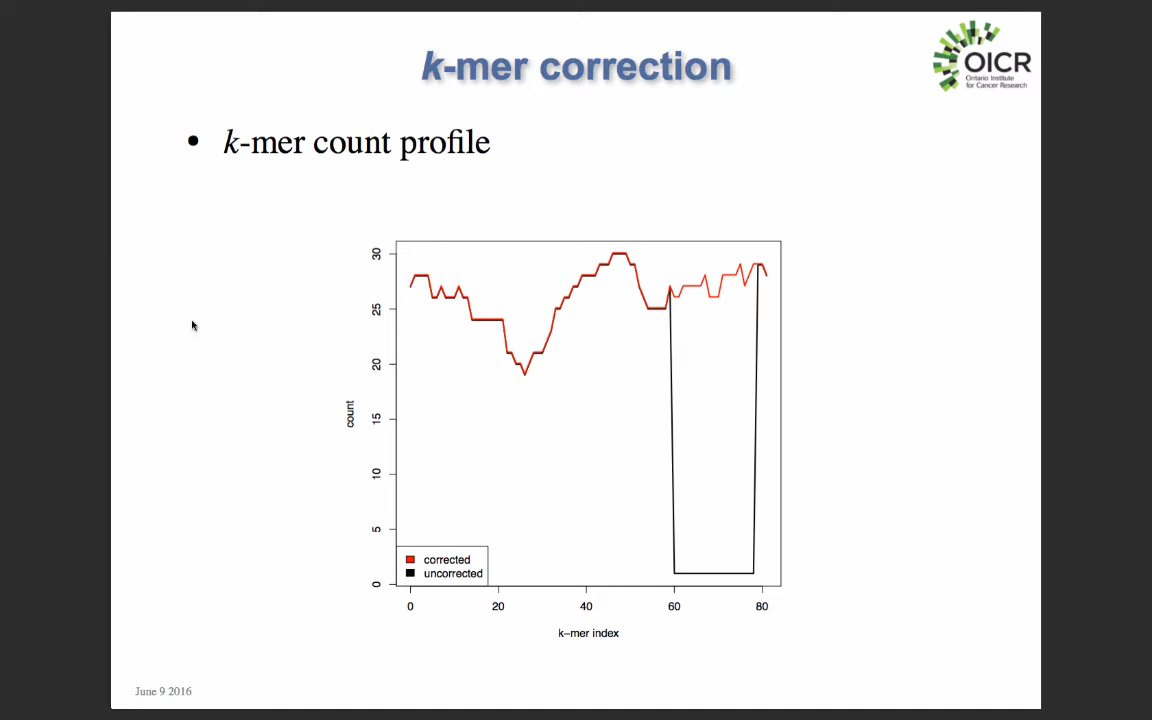 k-mer correction
OICR
Ontario Institute
for Cancer Research
• k-mer count profile
30
25
20
15
10
5
0
count
corrected
uncorrected
0 20 40 60 80
k-mer index
June 9 2016